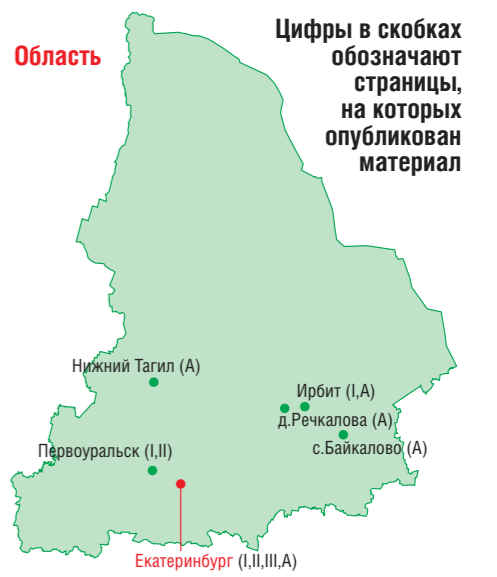 Область
Цифры в скобках
обозначают
страницы,
на которых
опубликован
материал
Нижний Тагил (А)
Ирбит (I,А)
д.Речкалова (А)
с.Байкалово (А)
Первоуральск (I,II)
Екатеринбург (I,II,III,А)